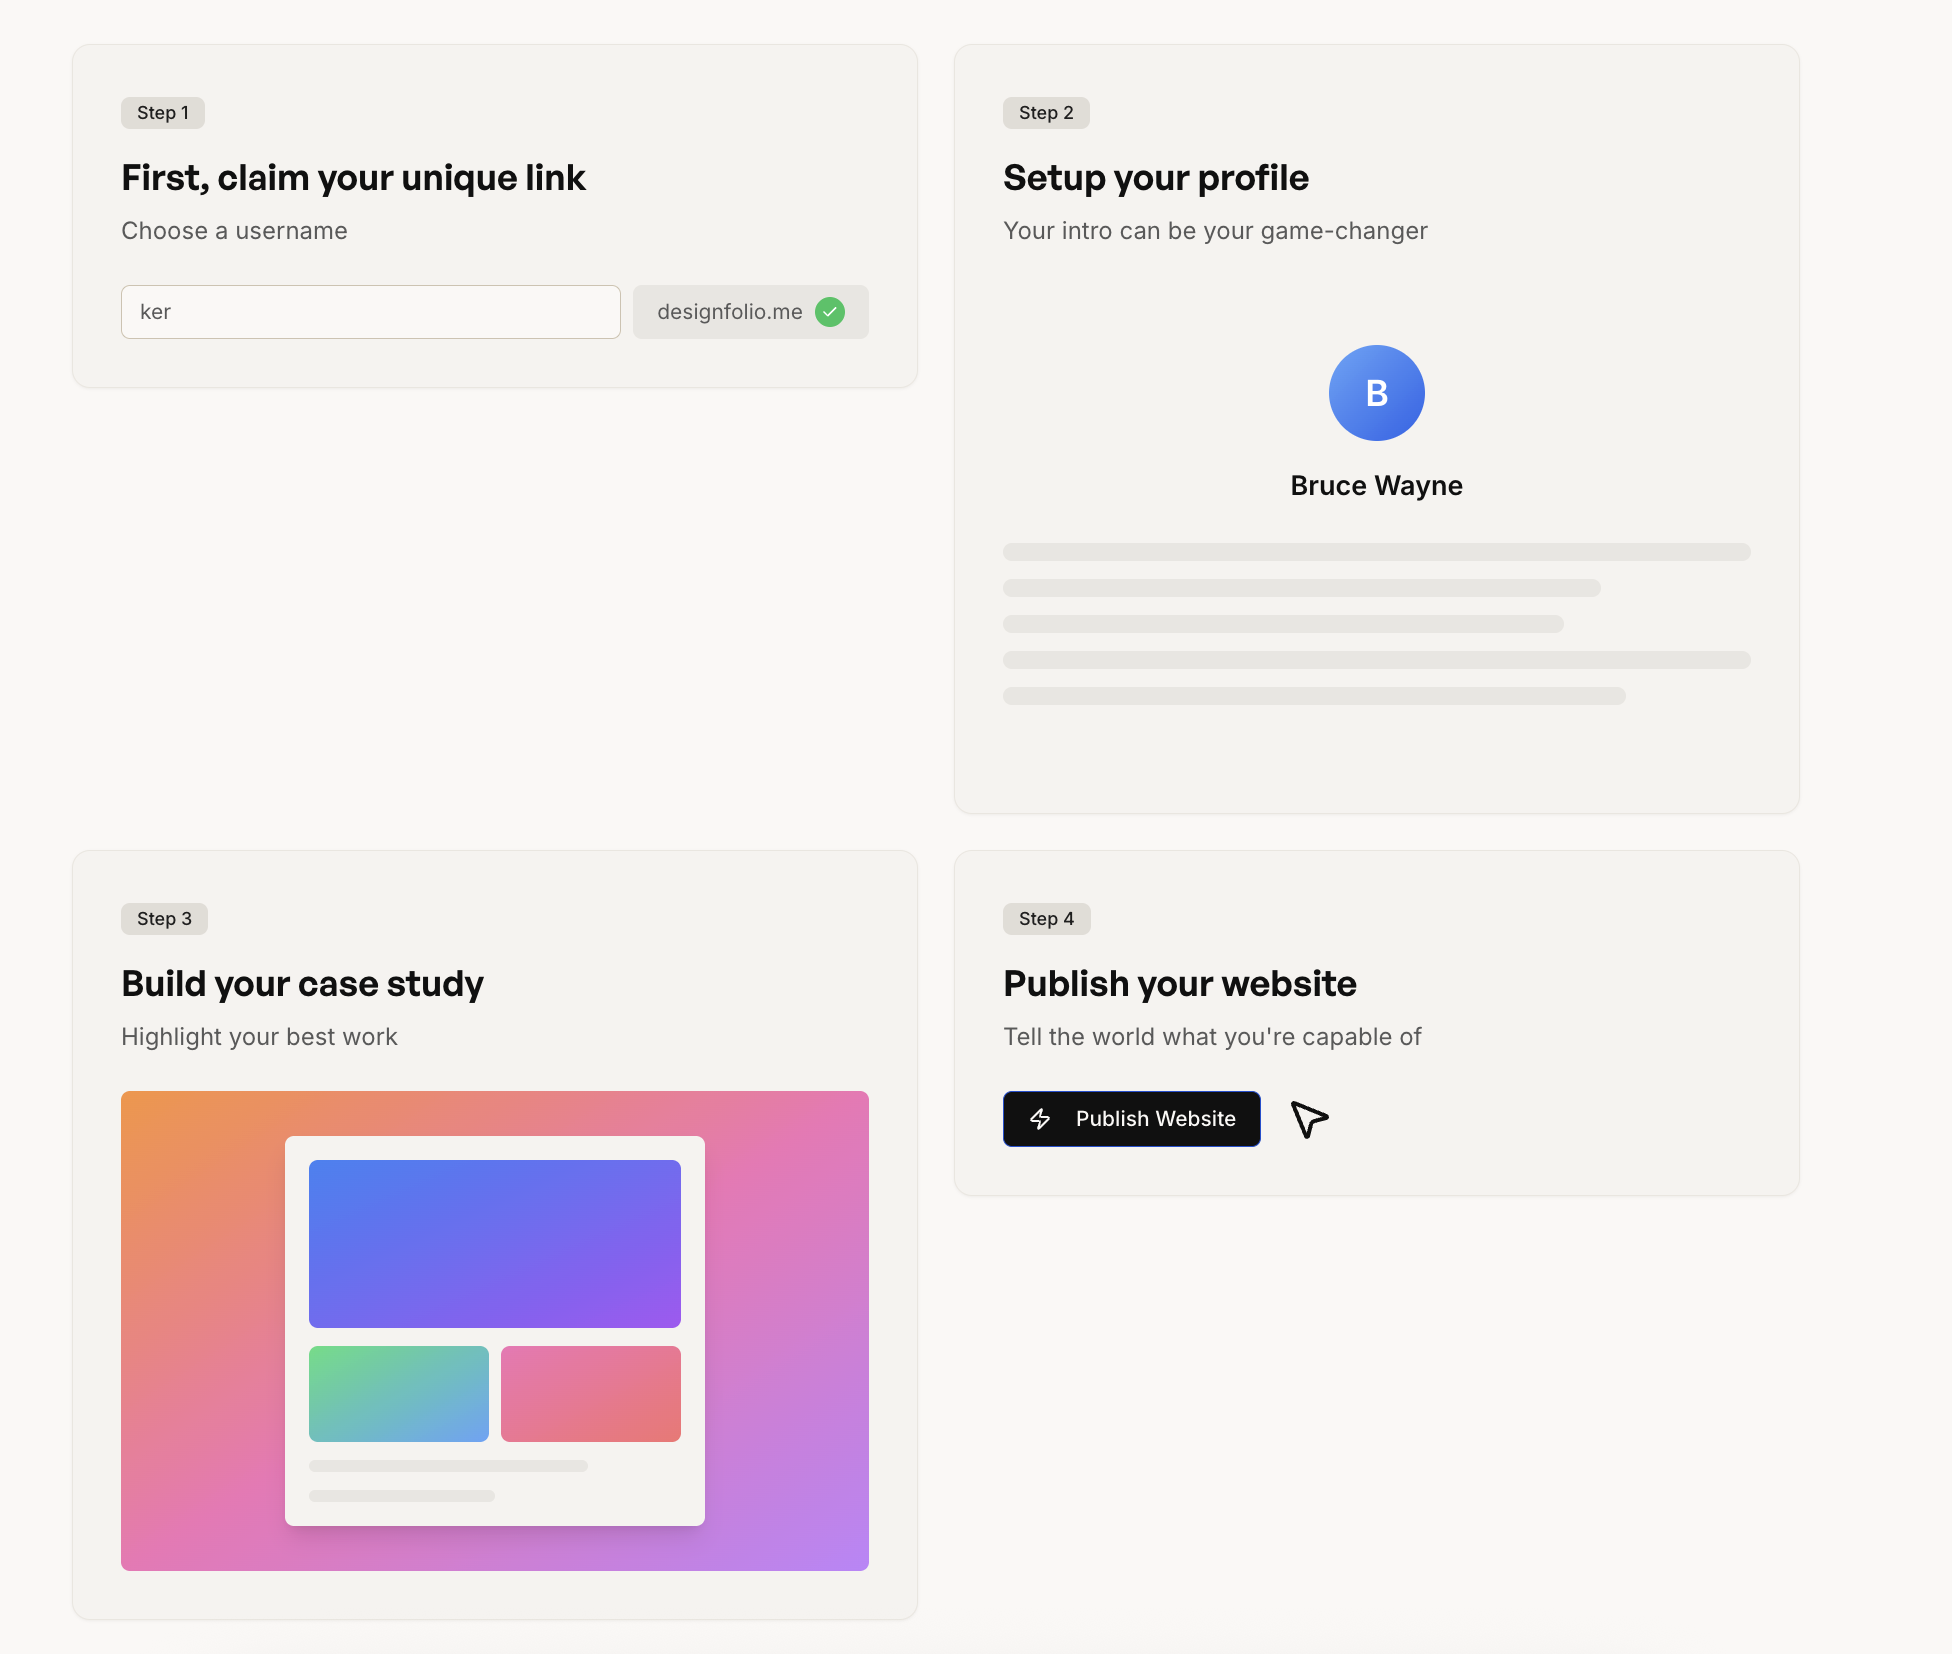 Step 1
First, claim your unique link
Choose a username
ker
designfolio.me
Step 2
Setup your profile
Your intro can be your game-changer
B
Bruce Wayne
Step 3
Build your case study
Highlight your best work
Step 4
Publish your website
Tell the world what you're capable of
Publish Website